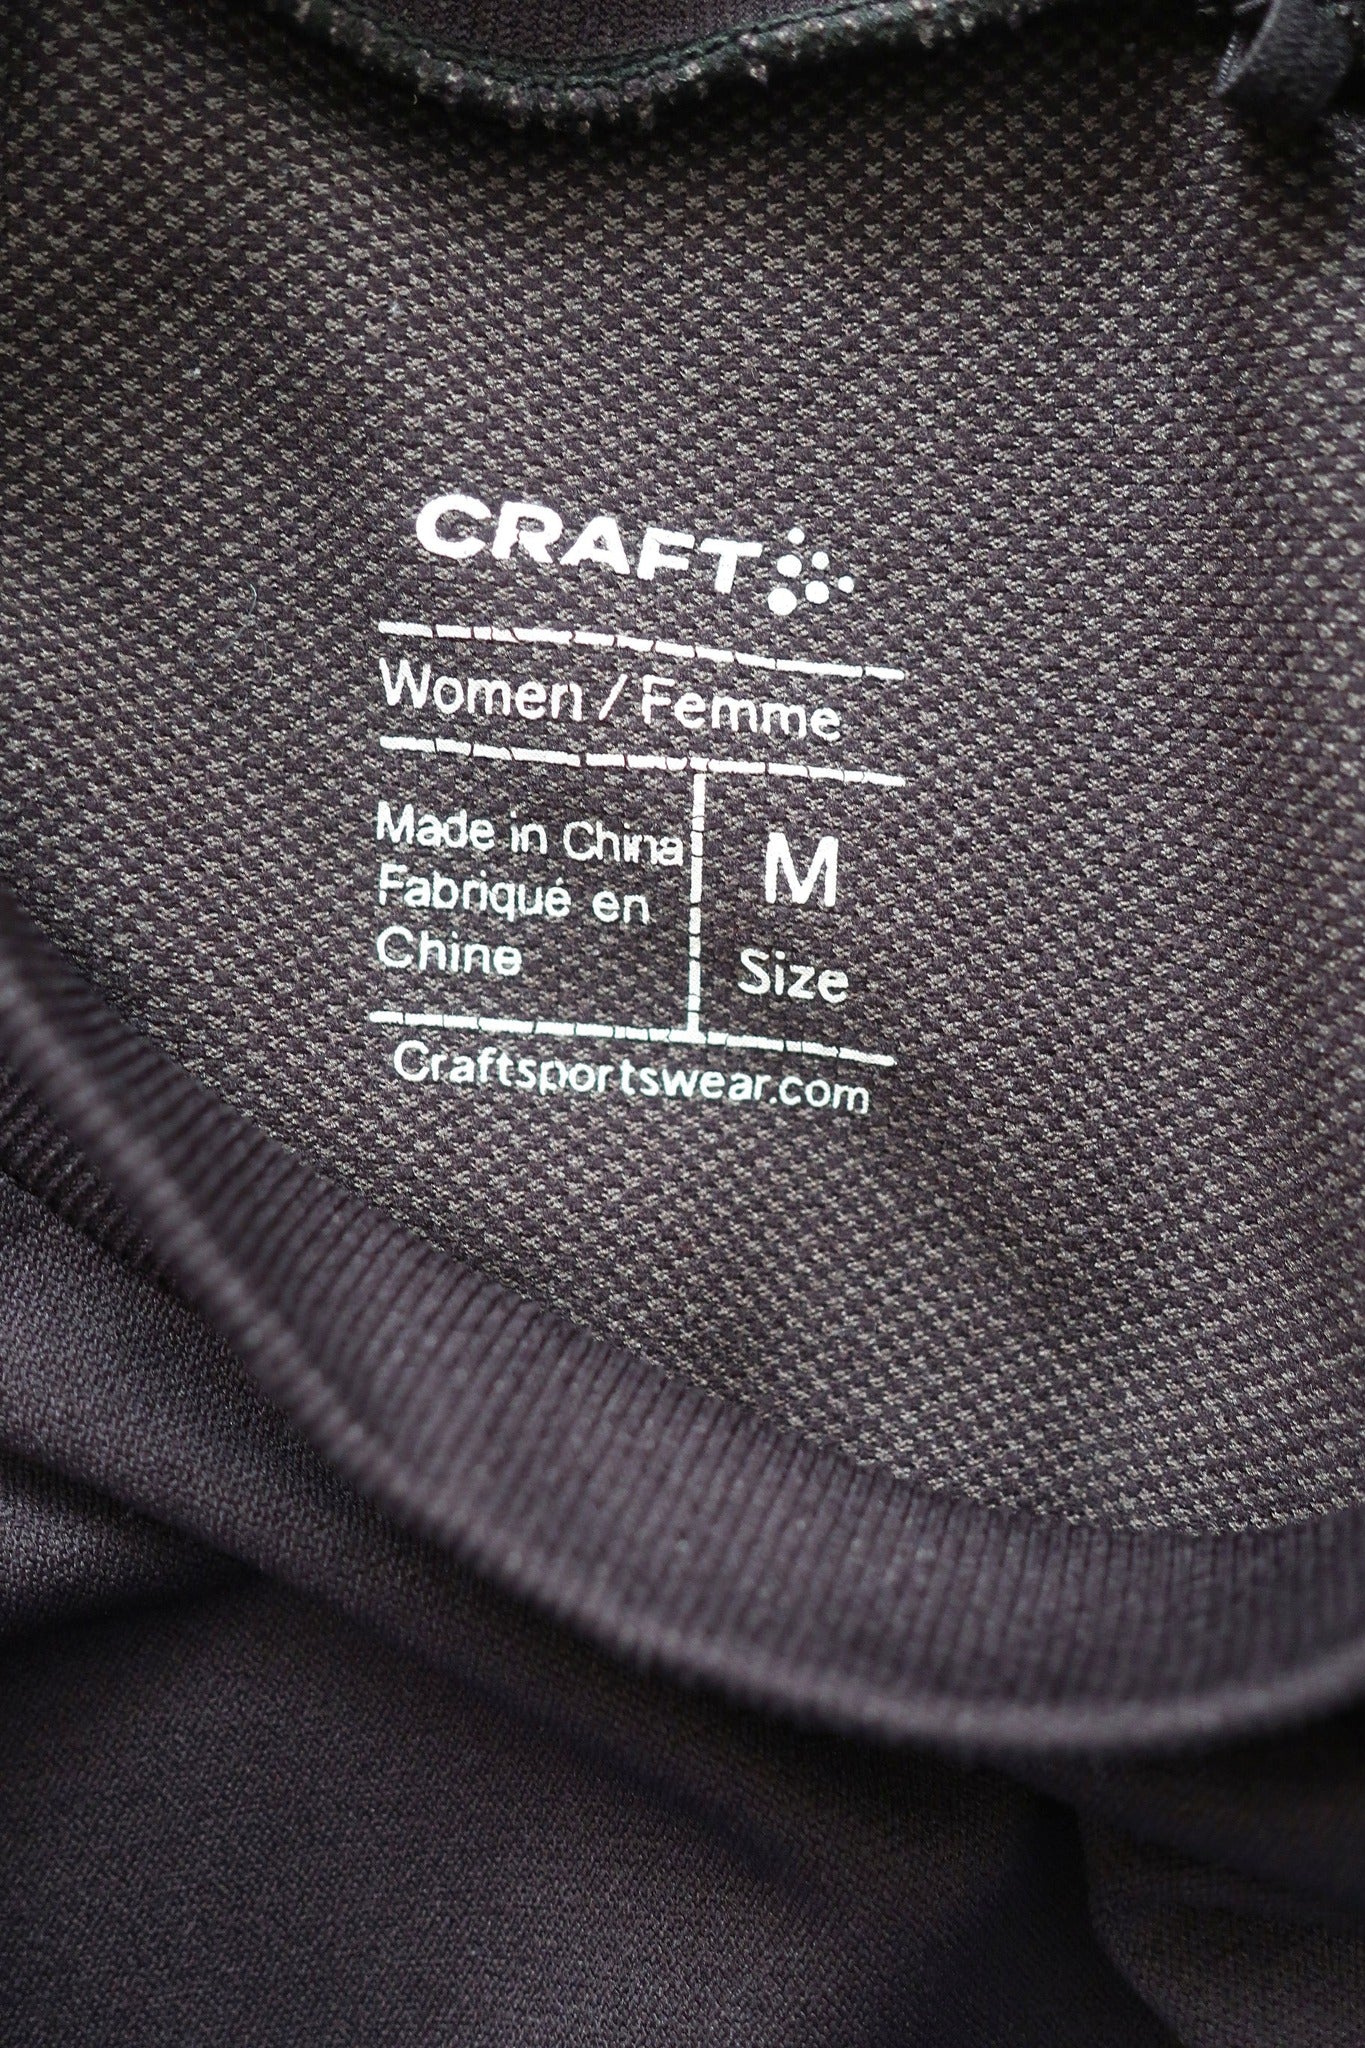 CRAFT
Women / Femme
Made in China
Fabriqué en
Chine
M
Size
Craftsportswear.com